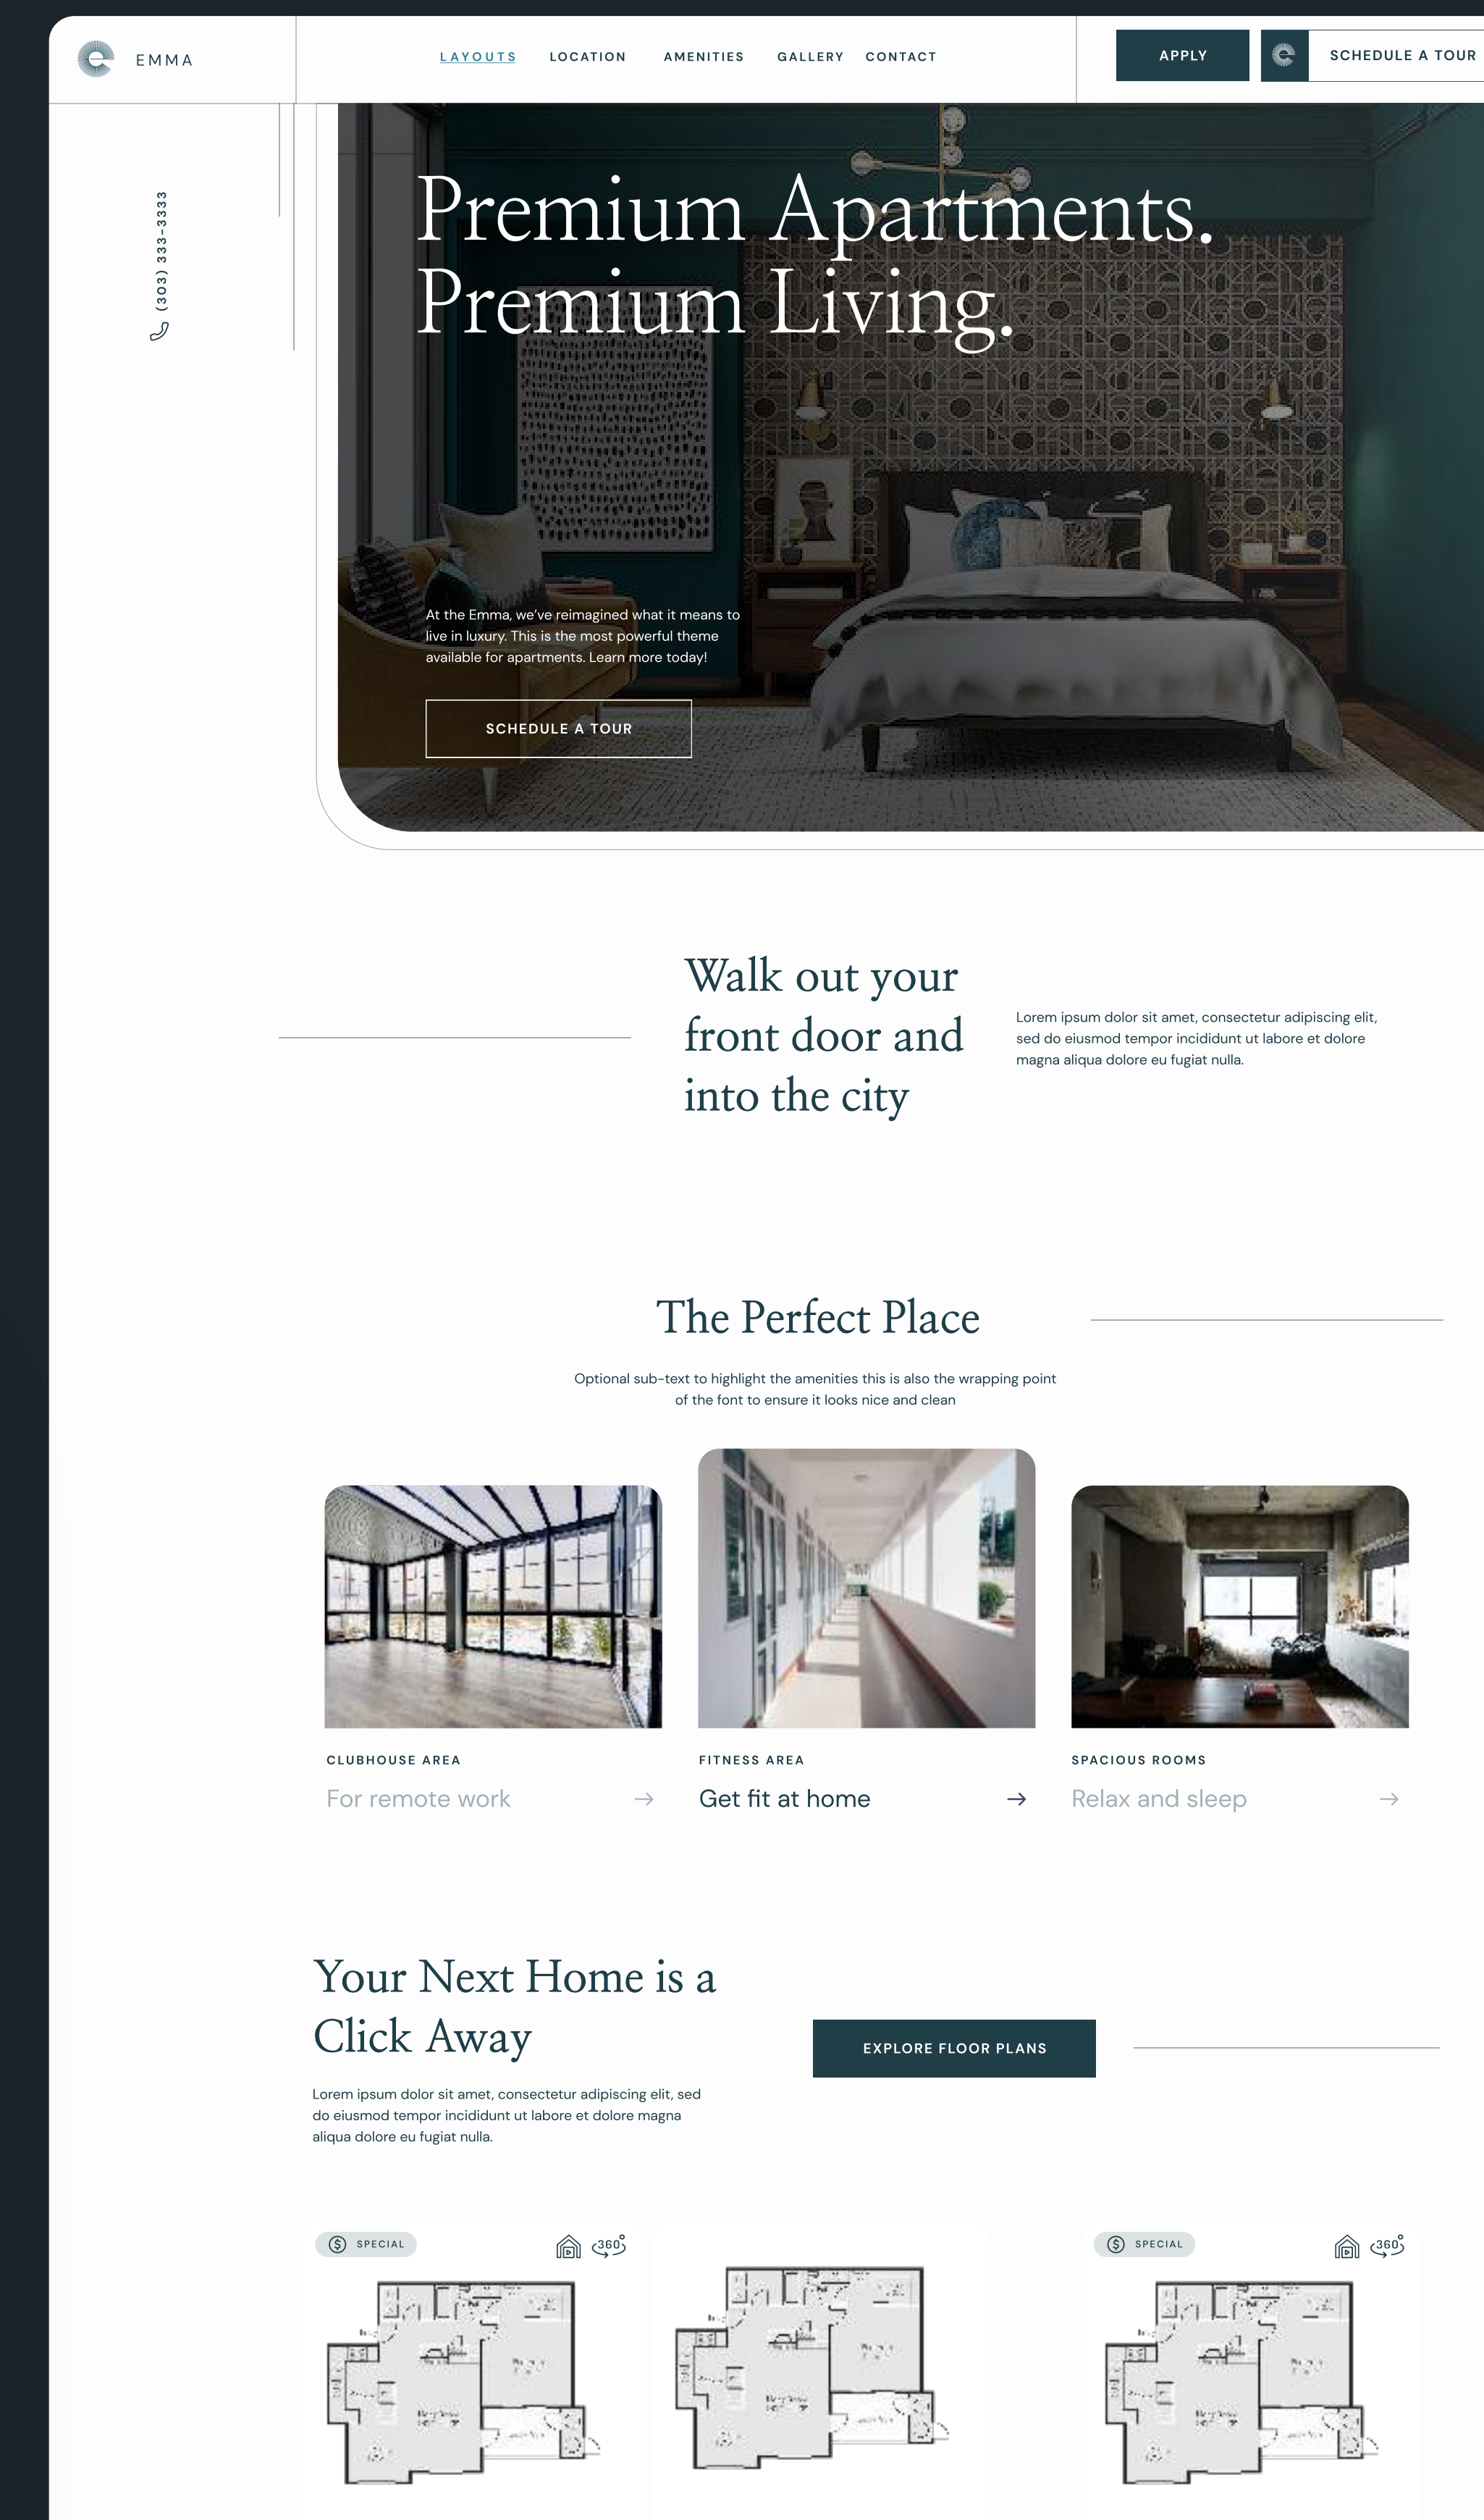 EMMA
LAYOUTS LOCATION AMENITIES GALLERY CONTACT
APPLY
SCHEDULE A TOUR
(303) 333-3333
Premium Apartments.
Premium Living.
At the Emma, we’ve reimagined what it means to
live in luxury. This is the most powerful theme
available for apartments. Learn more today!
SCHEDULE A TOUR
Walk out your
front door and
into the city
Lorem ipsum dolor sit amet, consectetur adipiscing elit,
sed do eiusmod tempor incididunt ut labore et dolore
magna aliqua dolore eu fugiat nulla.
The Perfect Place
Optional sub-text to highlight the amenities this is also the wrapping point
of the font to ensure it looks nice and clean
CLUBHOUSE AREA
For remote work
FITNESS AREA
Get fit at home
SPACIOUS ROOMS
Relax and sleep
Your Next Home is a
Click Away
Lorem ipsum dolor sit amet, consectetur adipiscing elit, sed
do eiusmod tempor incididunt ut labore et dolore magna
aliqua dolore eu fugiat nulla.
EXPLORE FLOOR PLANS
SPECIAL
360°
SPECIAL
360°